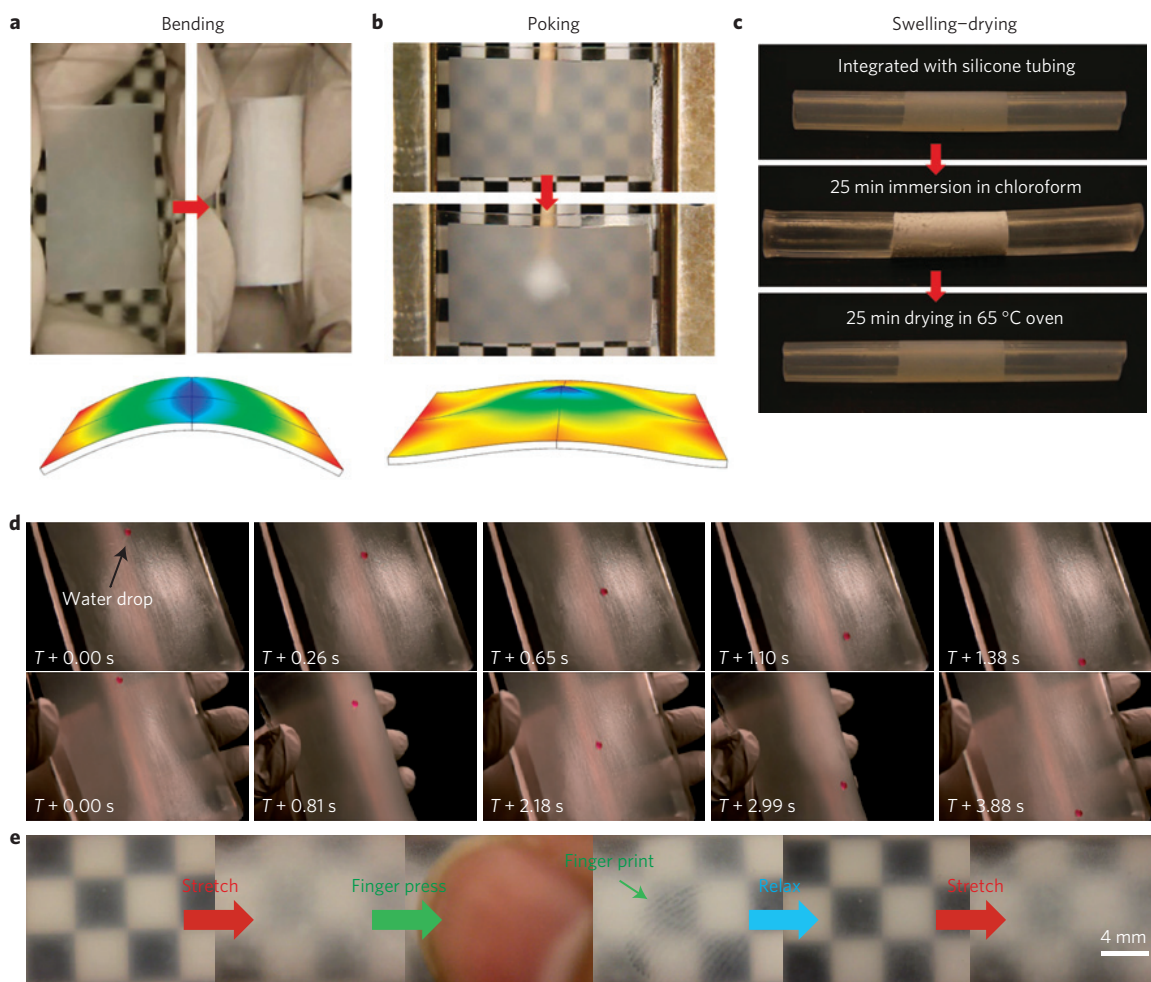 a Bending
b Poking
c Swelling–drying
Integrated with silicone tubing
25 min immersion in chloroform
25 min drying in 65 °C oven
d
Water drop
T + 0.00 s
T + 0.26 s
T + 0.65 s
T + 1.10 s
T + 1.38 s
T + 0.00 s
T + 0.81 s
T + 2.18 s
T + 2.99 s
T + 3.88 s
e
Stretch
Finger press
Finger print
Relax
Stretch
4 mm